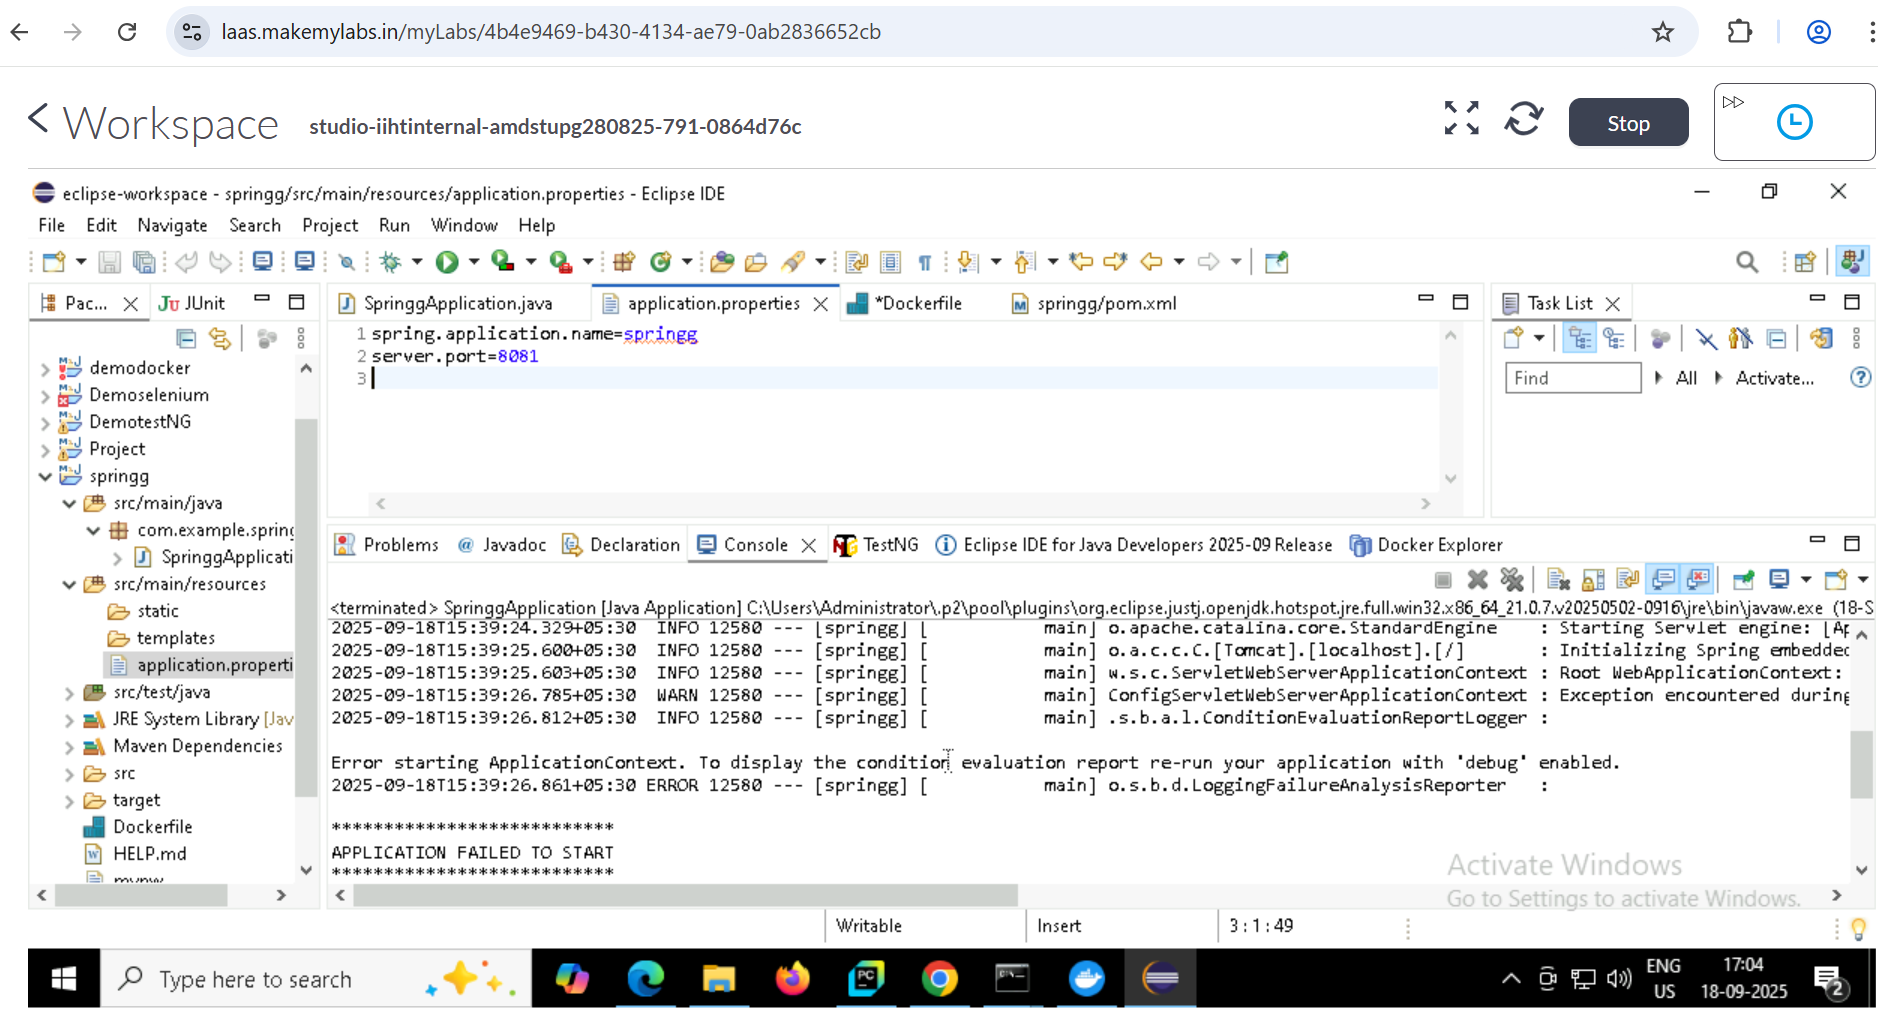 laas.makemylabs.in/myLabs/4b4e9469-b430-4134-ae79-0ab2836652cb
Workspace studio-iihtinternal-amdstupg280825-791-0864d76c
Stop
eclipse-workspace - springg/src/main/resources/application.properties - Eclipse IDE
File Edit Navigate Search Project Run Window Help
Pac... JUnit
demodocker
Demoselenium
DemotestNG
Project
springg
src/main/java
com.example.spring
SpringgApplicati
src/main/resources
static
templates
application.properti
src/test/java
JRE System Library [Jav
Maven Dependencies
src
target
Dockerfile
HELP.md
mvnw
SpringgApplication.java application.properties *Dockerfile springg/pom.xml
1 spring.application.name=springg
2 server.port=8081
3
Task List
Find All Activate...
Problems Javadoc Declaration Console TestNG Eclipse IDE for Java Developers 2025-09 Release Docker Explorer
<terminated> SpringgApplication [Java Application] C:\Users\Administrator\.p2\pool\plugins\org.eclipse.justj.openjdk.hotspot.jre.full.win32.x86_64_21.0.7.v20250502-0916\jre\bin\javaw.exe (18-S
2025-09-18T15:39:24.329+05:30 INFO 12580 --- [springg] [ main] o.apache.catalina.core.StandardEngine : Starting Servlet engine: [Ap
2025-09-18T15:39:25.600+05:30 INFO 12580 --- [springg] [ main] o.a.c.c.C.[Tomcat].[localhost].[/] : Initializing Spring embedded
2025-09-18T15:39:25.603+05:30 INFO 12580 --- [springg] [ main] w.s.c.ServletWebServerApplicationContext : Root WebApplicationContext:
2025-09-18T15:39:26.785+05:30 WARN 12580 --- [springg] [ main] ConfigServletWebServerApplicationContext : Exception encountered during
2025-09-18T15:39:26.812+05:30 INFO 12580 --- [springg] [ main] .s.b.a.l.ConditionEvaluationReportLogger :
Error starting ApplicationContext. To display the condition evaluation report re-run your application with 'debug' enabled.
2025-09-18T15:39:26.861+05:30 ERROR 12580 --- [springg] [ main] o.s.b.d.LoggingFailureAnalysisReporter :
***************************
APPLICATION FAILED TO START
***************************
Activate Windows
Go to Settings to activate Windows.
Writable Insert 3 : 1 : 49
Type here to search
ENG
US
17:04
18-09-2025
2